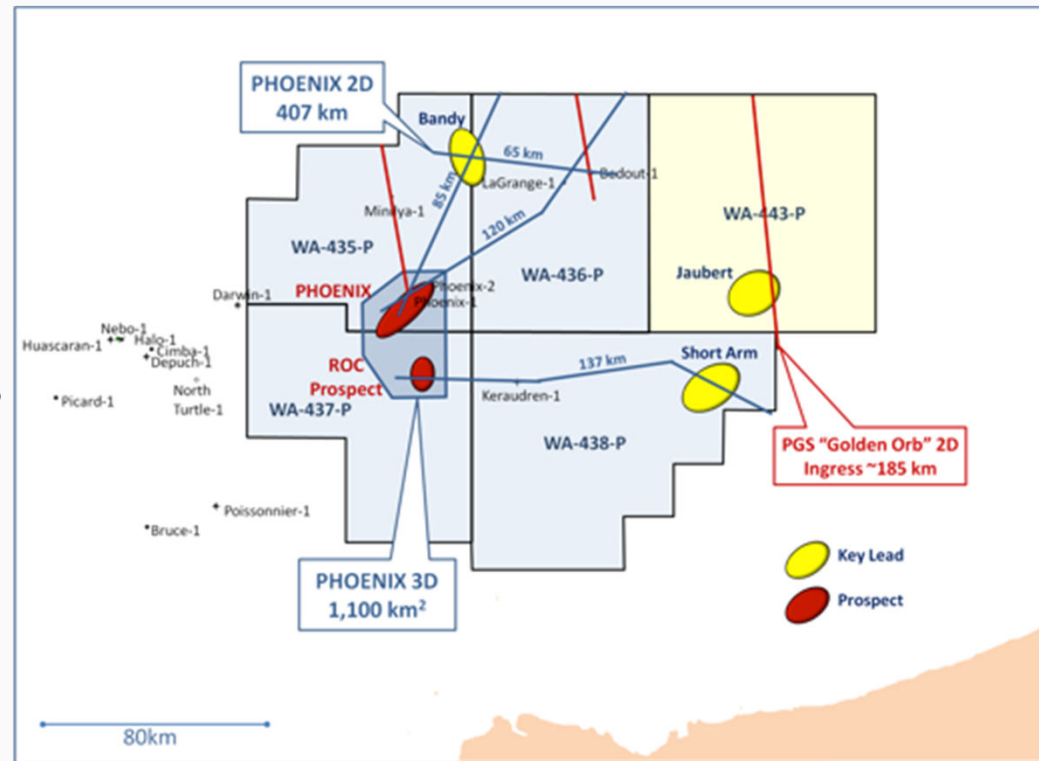 PHOENIX 2D
407 km
Bandy
65 km
LaGrange-1
Bedout-1
85 km
Mindya-1
120 km
WA-443-P
WA-435-P
WA-436-P
Jaubert
Darwin-1
PHOENIX
Phoenix-2
Phoenix-1
Nebo-1
Huascaran-1
Halo-1
Cimba-1
Depuch-1
ROC
Prospect
137 km
Short Arm
North
Turtle-1
Picard-1
WA-437-P
Keraudren-1
WA-438-P
PGS "Golden Orb" 2D
Ingress ~185 km
Poissonnier-1
Bruce-1
PHOENIX 3D
1,100 km²
Key Lead
Prospect
80km